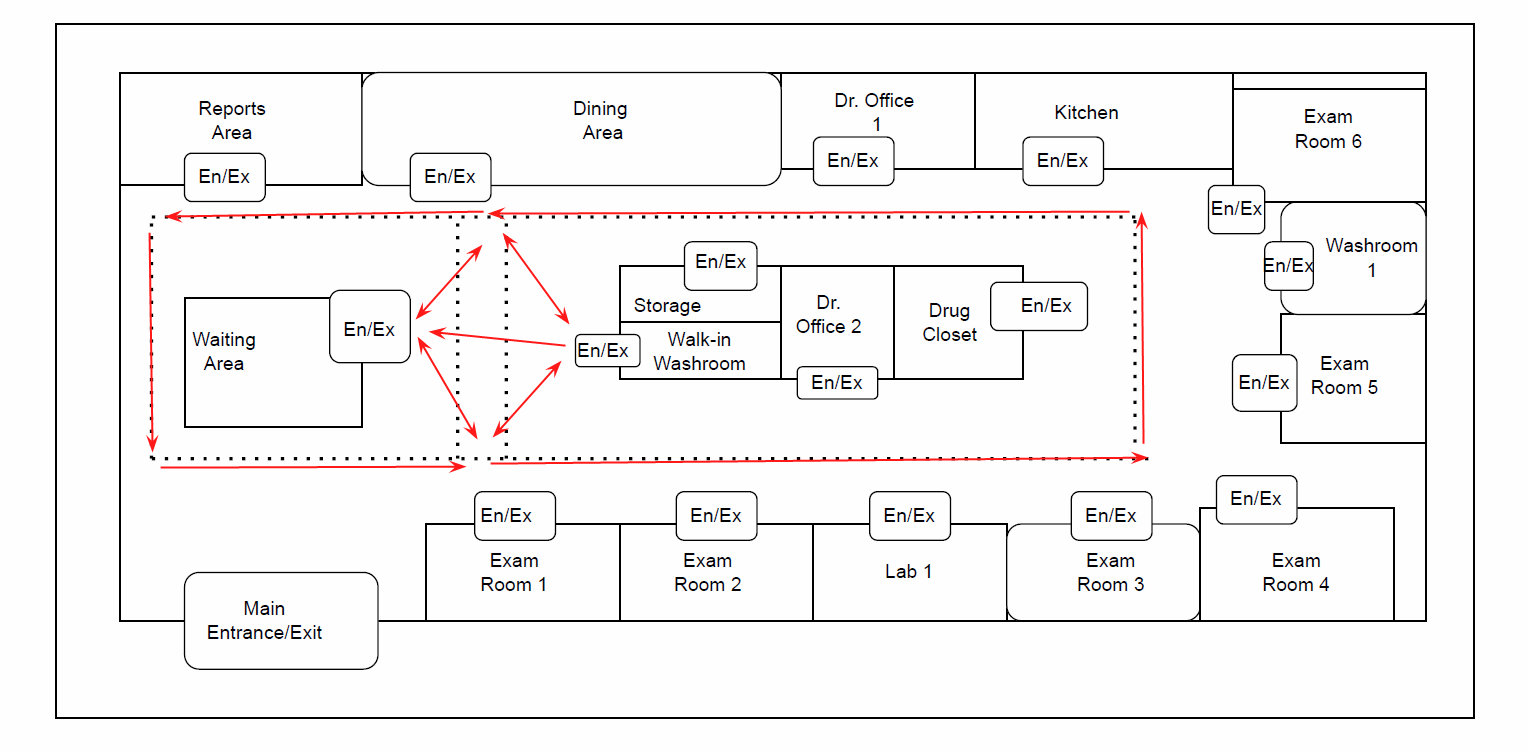 Reports
Area
En/Ex
Dining
Area
En/Ex
Dr. Office
1
En/Ex
Kitchen
En/Ex
Exam
Room 6
En/Ex
Washroom
1
En/Ex
Waiting
Area
En/Ex
En/Ex
Storage
En/Ex
Walk-in
Washroom
Dr.
Office 2
En/Ex
Drug
Closet
En/Ex
En/Ex
Exam
Room 5
En/Ex
Exam
Room 1
En/Ex
Exam
Room 2
En/Ex
Lab 1
En/Ex
Exam
Room 3
En/Ex
Exam
Room 4
Main
Entrance/Exit